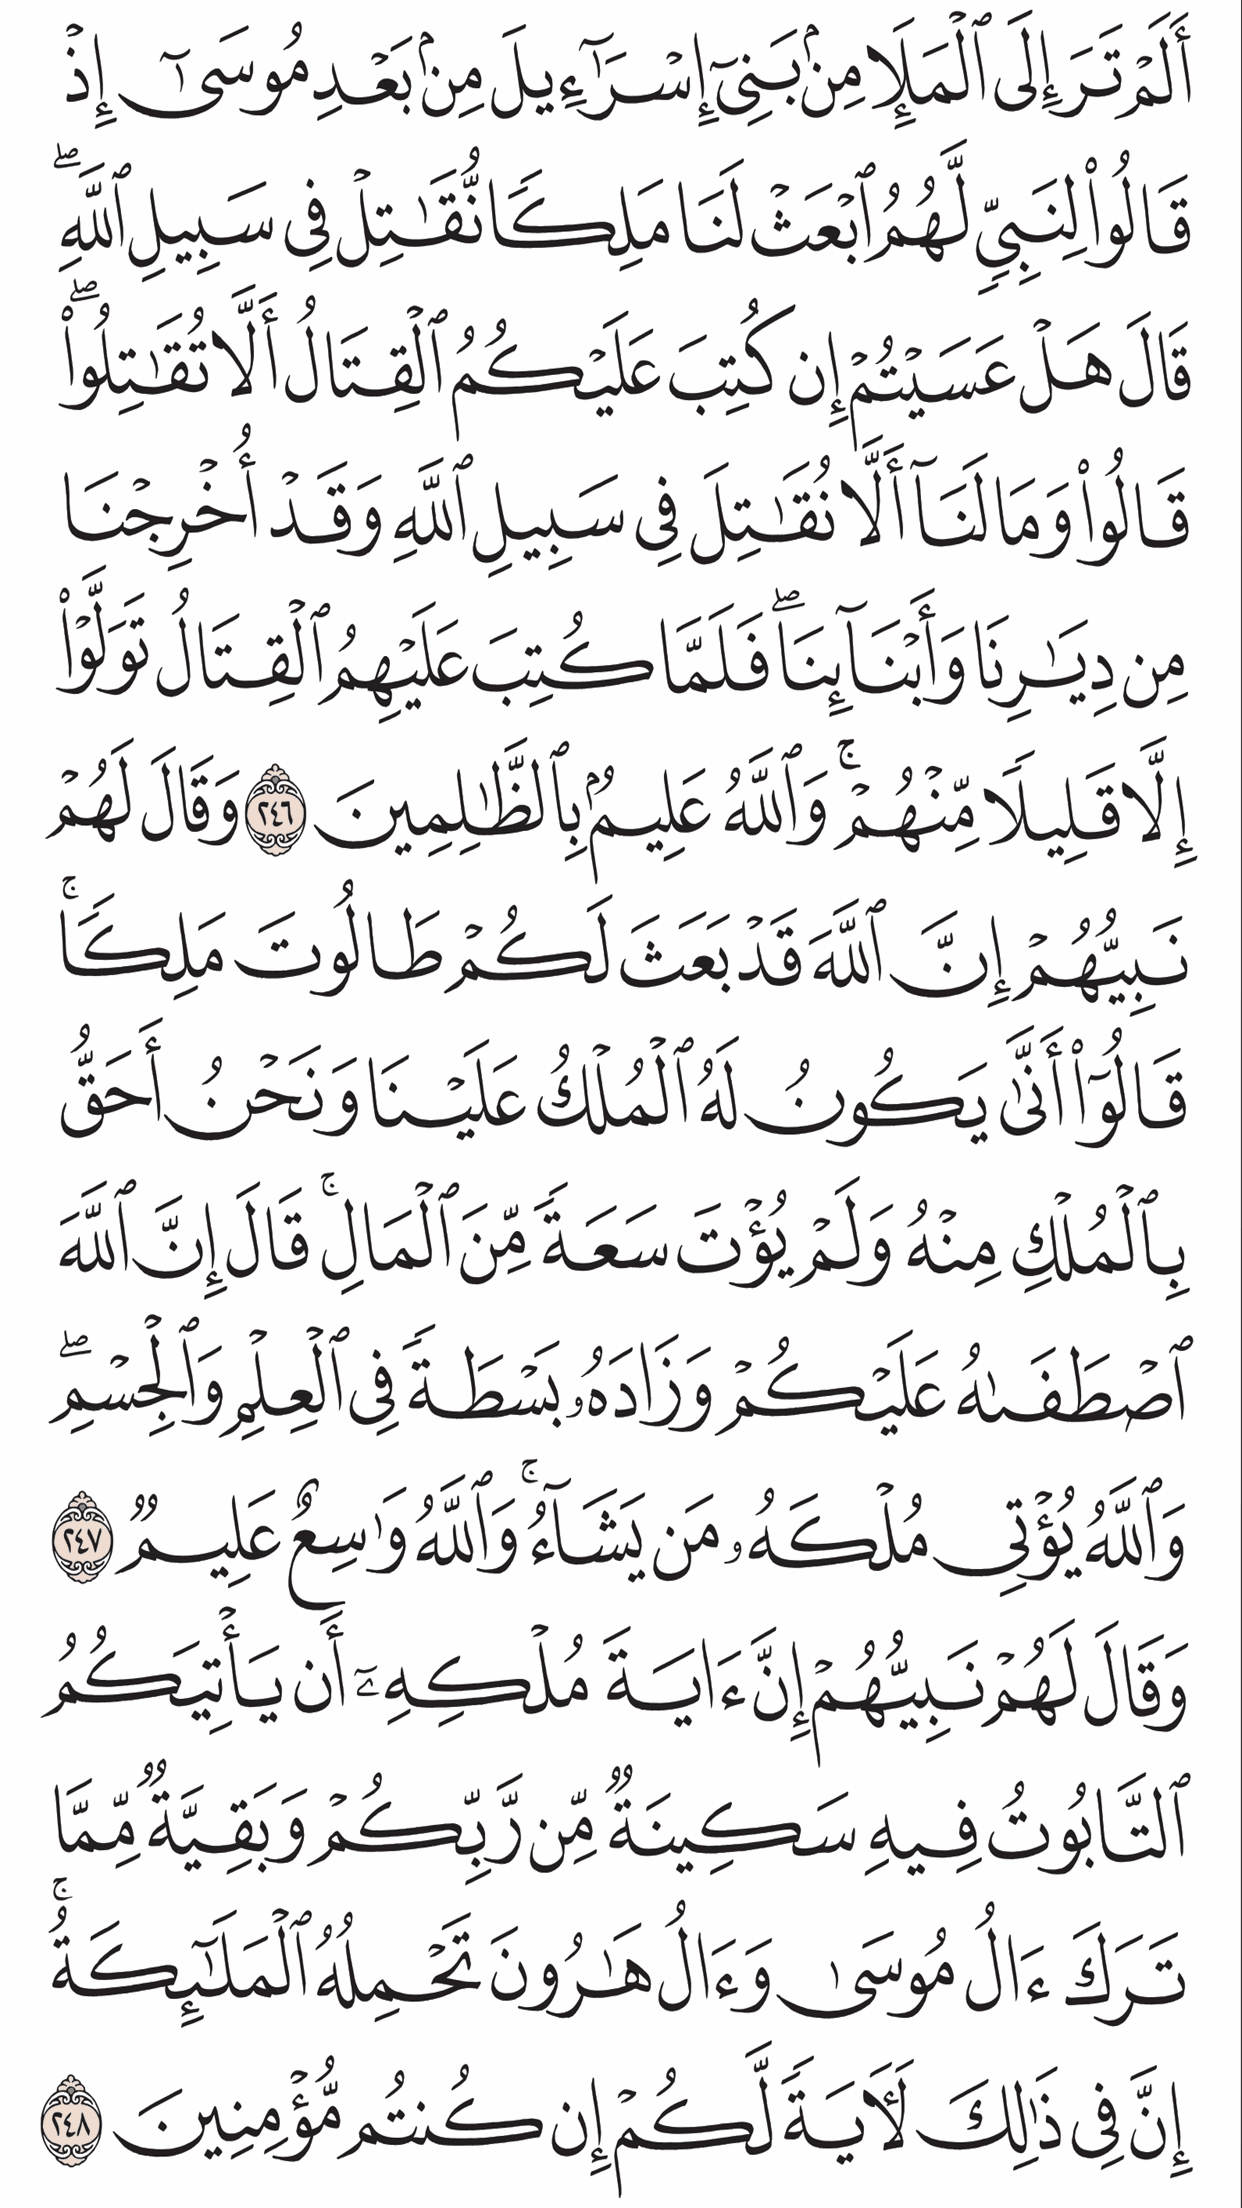 أَلَمۡ تَرَ إِلَى ٱلۡمَلَإِ مِنۢ بَنِيٓ إِسۡرَٰٓءِيلَ مِنۢ بَعۡدِ مُوسَىٰٓ إِذۡ
قَالُواْ لِنَبِيّٖ لَّهُمُ ٱبۡعَثۡ لَنَا مَلِكٗا نُّقَٰتِلۡ فِي سَبِيلِ ٱللَّهِۖ
قَالَ هَلۡ عَسَيۡتُمۡ إِن كُتِبَ عَلَيۡكُمُ ٱلۡقِتَالُ أَلَّا تُقَٰتِلُواْۖ
قَالُواْ وَمَا لَنَآ أَلَّا نُقَٰتِلَ فِي سَبِيلِ ٱللَّهِ وَقَدۡ أُخۡرِجۡنَا
مِن دِيَٰرِنَا وَأَبۡنَآئِنَاۖ فَلَمَّا كُتِبَ عَلَيۡهِمُ ٱلۡقِتَالُ تَوَلَّوۡاْ
إِلَّا قَلِيلٗا مِّنۡهُمۡۚ وَٱللَّهُ عَلِيمُۢ بِٱلظَّٰلِمِينَ ٢٤٦ وَقَالَ لَهُمۡ
نَبِيُّهُمۡ إِنَّ ٱللَّهَ قَدۡ بَعَثَ لَكُمۡ طَالُوتَ مَلِكٗاۚ
قَالُوٓاْ أَنَّىٰ يَكُونُ لَهُ ٱلۡمُلۡكُ عَلَيۡنَا وَنَحۡنُ أَحَقُّ
بِٱلۡمُلۡكِ مِنۡهُ وَلَمۡ يُؤۡتَ سَعَةٗ مِّنَ ٱلۡمَالِۚ قَالَ إِنَّ ٱللَّهَ
ٱصۡطَفَىٰهُ عَلَيۡكُمۡ وَزَادَهُۥ بَسۡطَةٗ فِي ٱلۡعِلۡمِ وَٱلۡجِسۡمِۖ
وَٱللَّهُ يُؤۡتِي مُلۡكَهُۥ مَن يَشَآءُۚ وَٱللَّهُ وَٰسِعٌ عَلِيمٞ ٢٤٧
وَقَالَ لَهُمۡ نَبِيُّهُمۡ إِنَّ ءَايَةَ مُلۡكِهِۦٓ أَن يَأۡتِيَكُمُ
ٱلتَّابُوتُ فِيهِ سَكِينَةٞ مِّن رَّبِّكُمۡ وَبَقِيَّةٞ مِّمَّا
تَرَكَ ءَالُ مُوسَىٰ وَءَالُ هَٰرُونَ تَحۡمِلُهُ ٱلۡمَلَٰٓئِكَةُۚ
إِنَّ فِي ذَٰلِكَ لَأٓيَةٗ لَّكُمۡ إِن كُنتُم مُّؤۡمِنِينَ ٢٤٨